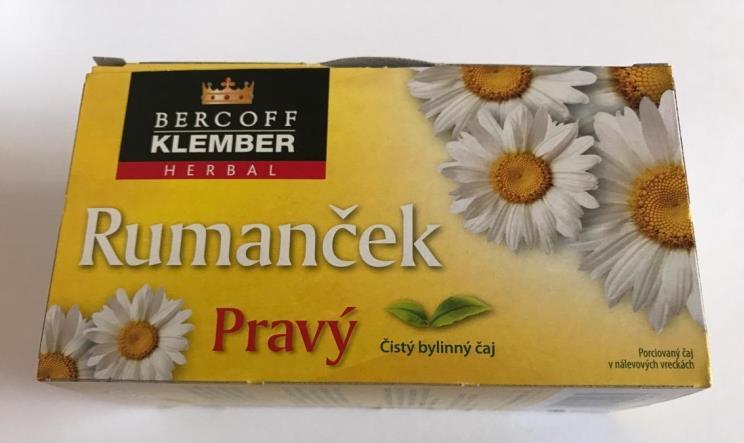 BERCOFF
KLEMBER
HERBAL
Rumanček
Pravý
Čistý bylinný čaj
Porciovaný čaj
v nálevových vreckách